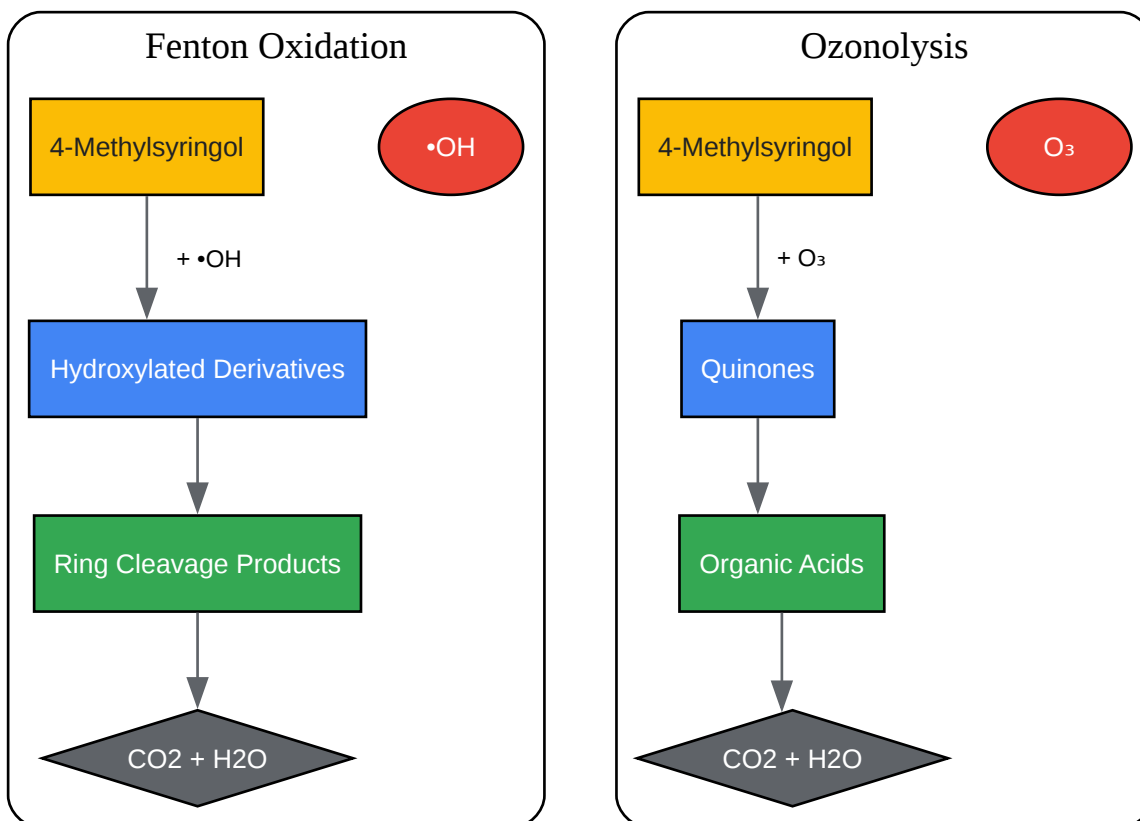 Fenton Oxidation
4-Methylsyringol
•OH
+ •OH
Hydroxylated Derivatives
Ring Cleavage Products
CO2 + H2O
Ozonolysis
4-Methylsyringol
O₃
+ O₃
Quinones
Organic Acids
CO2 + H2O